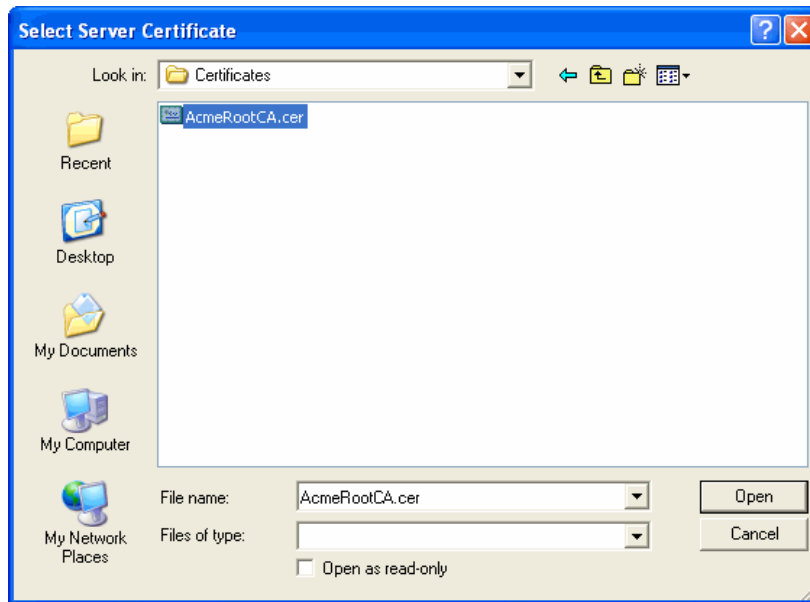 Select Server Certificate
Look in: Certificates
AcmeRootCA.cer
Recent
Desktop
My Documents
My Computer
My Network
Places
File name: AcmeRootCA.cer Open
Files of type: Cancel
Open as read-only